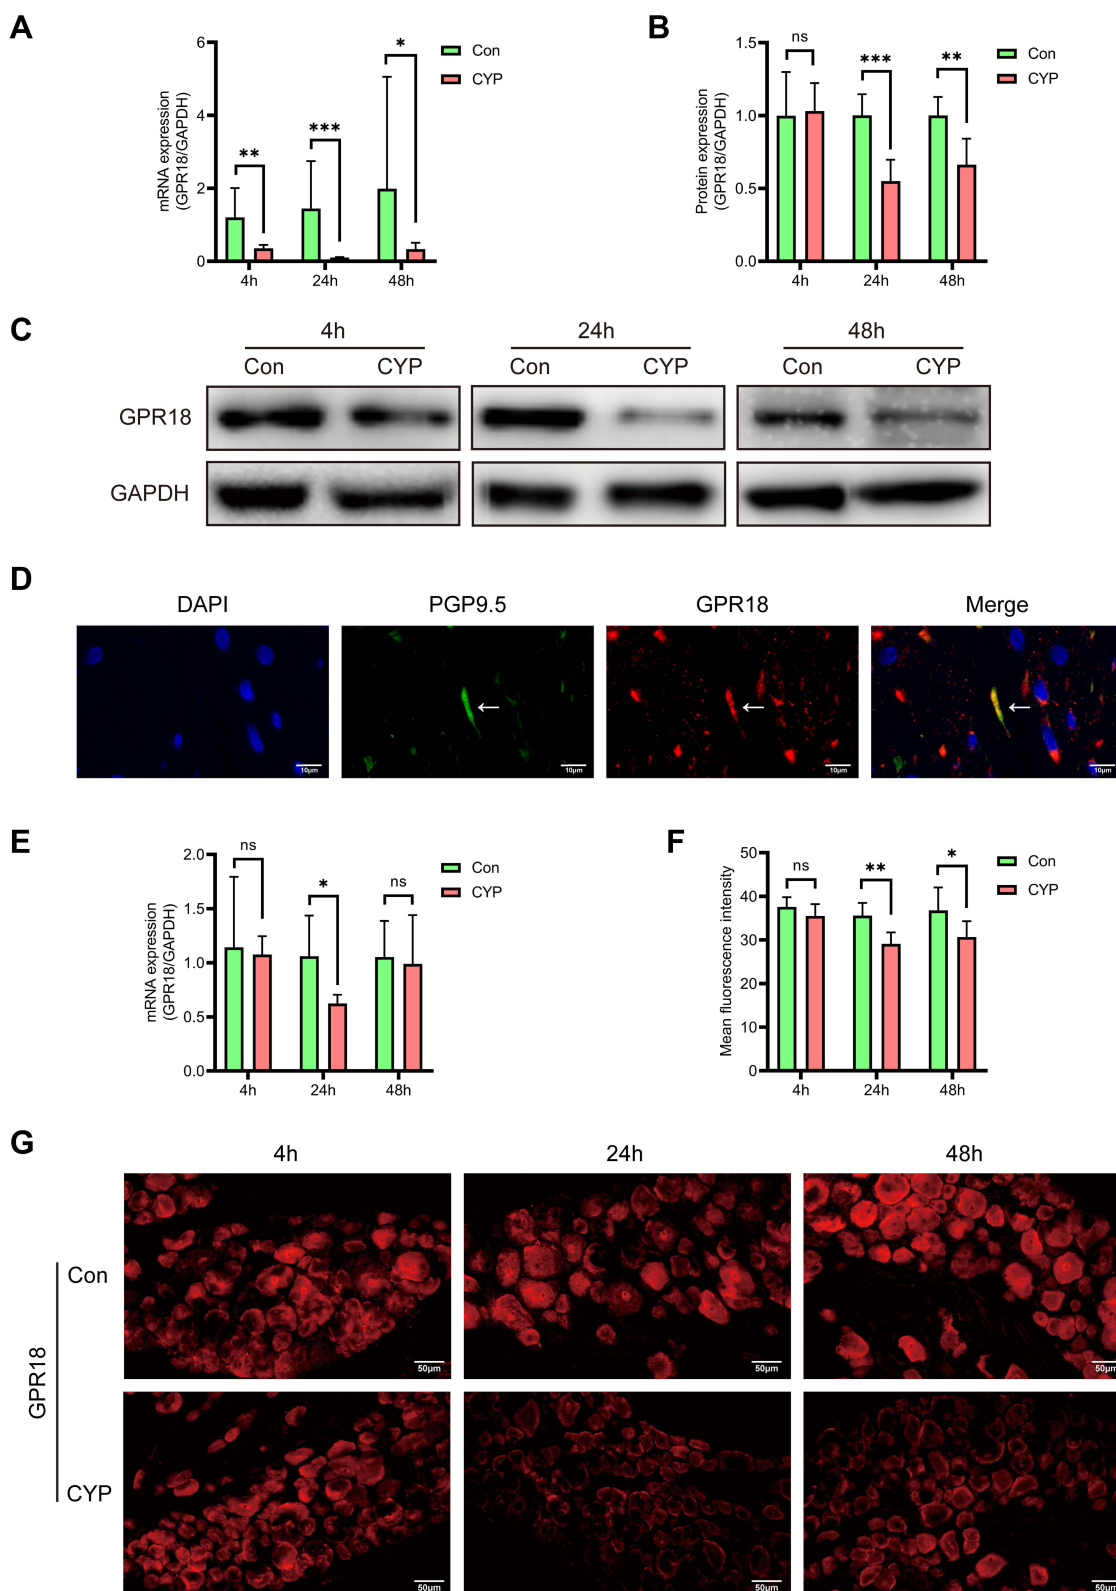 A
mRNA expression
(GPR18/GAPDH)
6
4
2
0
**
***
*
4h
24h
48h
Con
CYP
B
Protein expression
(GPR18/GAPDH)
1.5
1.0
0.5
0.0
ns
***
**
4h
24h
48h
Con
CYP
C
4h
24h
48h
Con
CYP
Con
CYP
Con
CYP
GPR18
GAPDH
D
DAPI
PGP9.5
GPR18
Merge
10μm
10μm
10μm
10μm
E
mRNA expression
(GPR18/GAPDH)
2.0
1.5
1.0
0.5
0.0
ns
*
ns
4h
24h
48h
Con
CYP
F
Mean fluorescence intensity
50
40
30
20
10
0
ns
**
*
4h
24h
48h
Con
CYP
G
4h
24h
48h
GPR18
Con
50μm
50μm
50μm
CYP
50μm
50μm
50μm